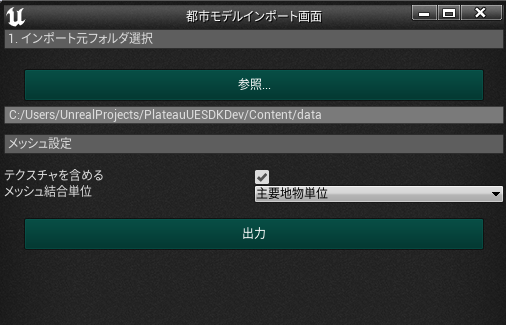 都市モデルインポート画面
1. インポート元フォルダ選択
参照...
C:/Users/UnrealProjects/PlateauUESDKDev/Content/data
メッシュ設定
テクスチャを含める
メッシュ結合単位
主要地物単位
出力